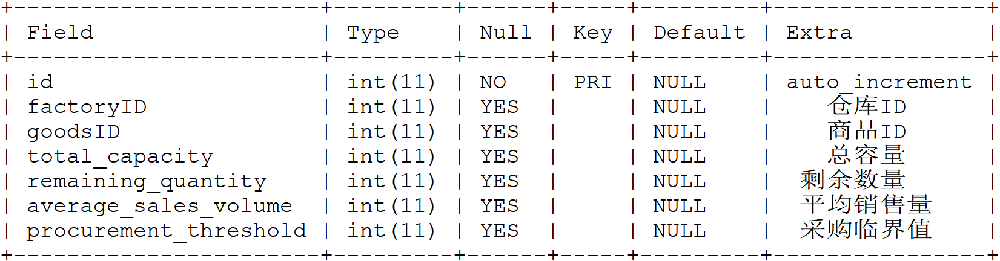 +-----------------------+---------+------+-----+---------+----------------+
| Field                 | Type    | Null | Key | Default | Extra          |
+-----------------------+---------+------+-----+---------+----------------+
| id                    | int(11) | NO   | PRI | NULL    | auto_increment |
| factoryID             | int(11) | YES  |     | NULL    | 仓库ID |
| goodsID               | int(11) | YES  |     | NULL    | 商品ID |
| total_capacity        | int(11) | YES  |     | NULL    | 总容量 |
| remaining_quantity    | int(11) | YES  |     | NULL    | 剩余数量 |
| average_sales_volume  | int(11) | YES  |     | NULL    | 平均销售量 |
| procurement_threshold | int(11) | YES  |     | NULL    | 采购临界值 |
+-----------------------+---------+------+-----+---------+----------------+